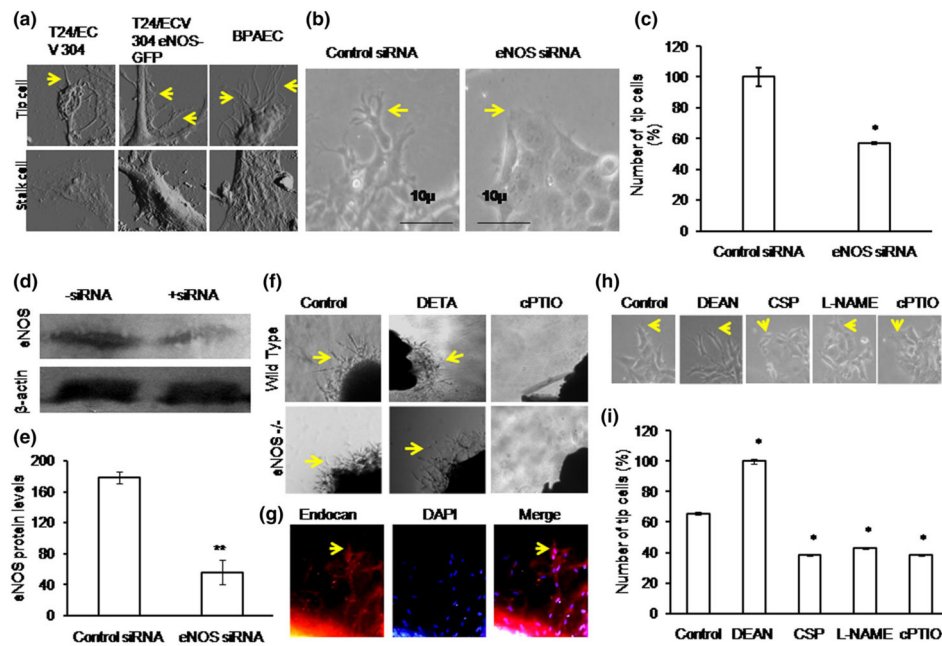 (a)
T24/EC
V 304
T24/ECV
304 eNOS-
GFP
BPAEC
Tip cell
Stalk cell
(b)
Control siRNA
eNOS siRNA
10µ
10µ
(c)
Number of tip cells
(%)
120
100
80
60
40
20
0
*
Control siRNA
eNOS siRNA
(d)
-siRNA
+siRNA
eNOS
β-actin
(e)
eNOS protein levels
200
160
120
80
40
0
**
Control siRNA
eNOS siRNA
(f)
Control
DETA
cPTIO
Wild Type
eNOS -/-
(g)
Endocan
DAPI
Merge
(h)
Control
DEAN
CSP
L-NAME
cPTIO
(i)
Number of tip cells (%)
120
100
80
60
40
20
0
*
*
*
*
Control
DEAN
CSP
L-NAME
cPTIO